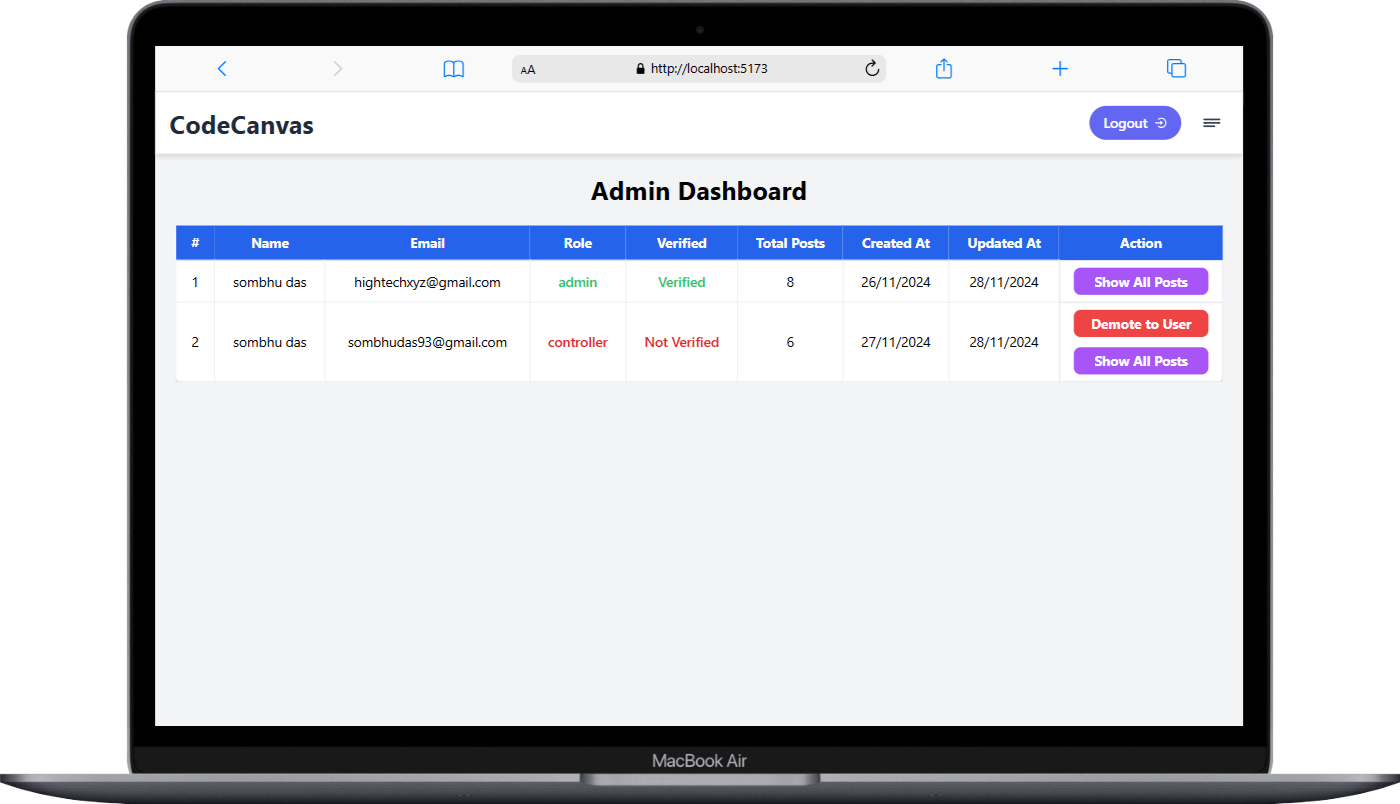 AA http://localhost:5173
CodeCanvas Logout
Admin Dashboard
# Name Email Role Verified Total Posts Created At Updated At Action
1 sombhu das hightechxyz@gmail.com admin Verified 8 26/11/2024 28/11/2024 Show All Posts
2 sombhu das sombhudas93@gmail.com controller Not Verified 6 27/11/2024 28/11/2024 Demote to User
Show All Posts
MacBook Air